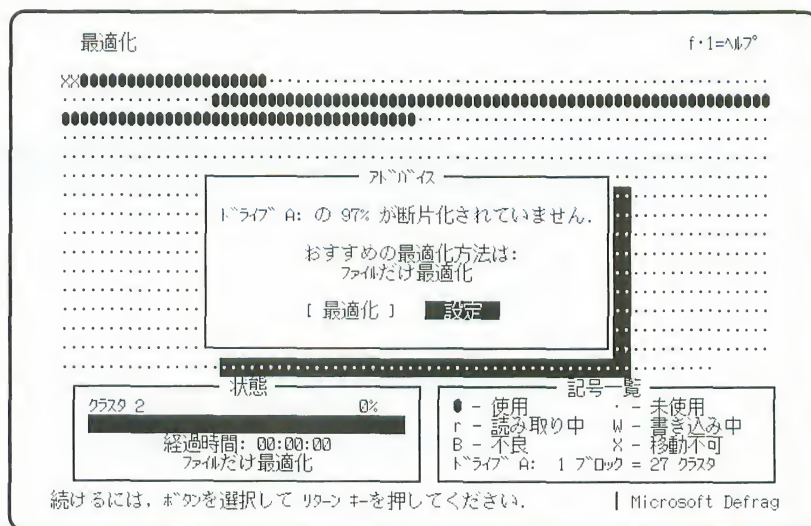 最適化 f・1=ヘルプ
アドバイス
ドライブ A: の 97% が断片化されていません.
おすすめの最適化方法は:
ファイルだけ最適化
[ 最適化 ] 設定
状態
クラスタ 2 0%
経過時間: 00:00:00
ファイルだけ最適化
記号一覧
- 使用 ・ - 未使用
r - 読み取り中 W - 書き込み中
B - 不良 X - 移動不可
ドライブ A: 1 ブロック = 27 クラスタ
続けるには, ボタンを選択して リターン キーを押してください. | Microsoft Defrag